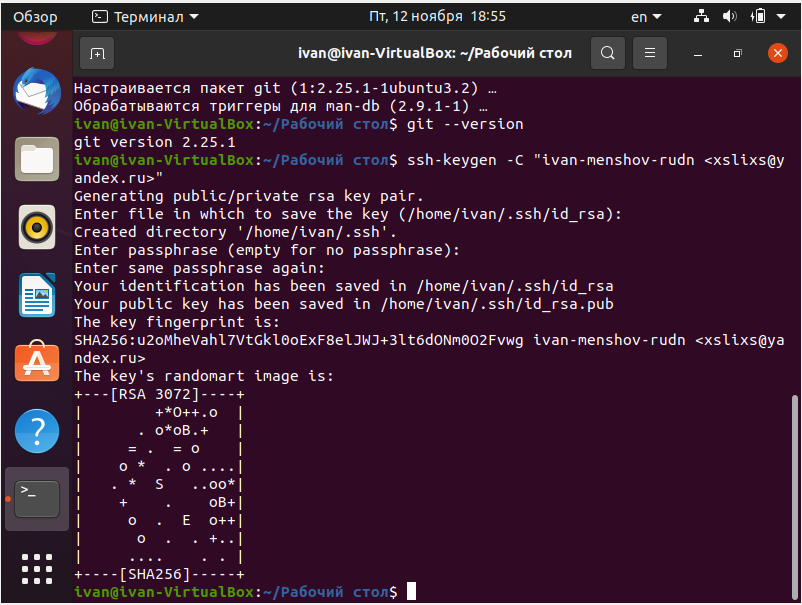 Обзор Терминал Пт, 12 ноября 18:55 en
ivan@ivan-VirtualBox: ~/Рабочий стол
Настраивается пакет git (1:2.25.1-1ubuntu3.2) …
Обрабатываются триггеры для man-db (2.9.1-1) …
ivan@ivan-VirtualBox:~/Рабочий стол$ git --version
git version 2.25.1
ivan@ivan-VirtualBox:~/Рабочий стол$ ssh-keygen -C "ivan-menshov-rudn <xslixs@y
andex.ru>"
Generating public/private rsa key pair.
Enter file in which to save the key (/home/ivan/.ssh/id_rsa):
Created directory '/home/ivan/.ssh'.
Enter passphrase (empty for no passphrase):
Enter same passphrase again:
Your identification has been saved in /home/ivan/.ssh/id_rsa
Your public key has been saved in /home/ivan/.ssh/id_rsa.pub
The key fingerprint is:
SHA256:u2oMheVahl7VtGkl0oExF8elJWJ+3lt6dONm0O2Fvwg ivan-menshov-rudn <xslixs@ya
ndex.ru>
The key's randomart image is:
+---[RSA 3072]----+
|         +*O++.o  |
|       . o*oB.+   |
|      = .  = o    |
|     o *  . o ....|
|    . *  S   ..oo*|
|     +    .    oB+|
|      o  .  E  o++|
|       o  .  . +..|
|      ....   . .  |
+----[SHA256]-----+
ivan@ivan-VirtualBox:~/Рабочий стол$